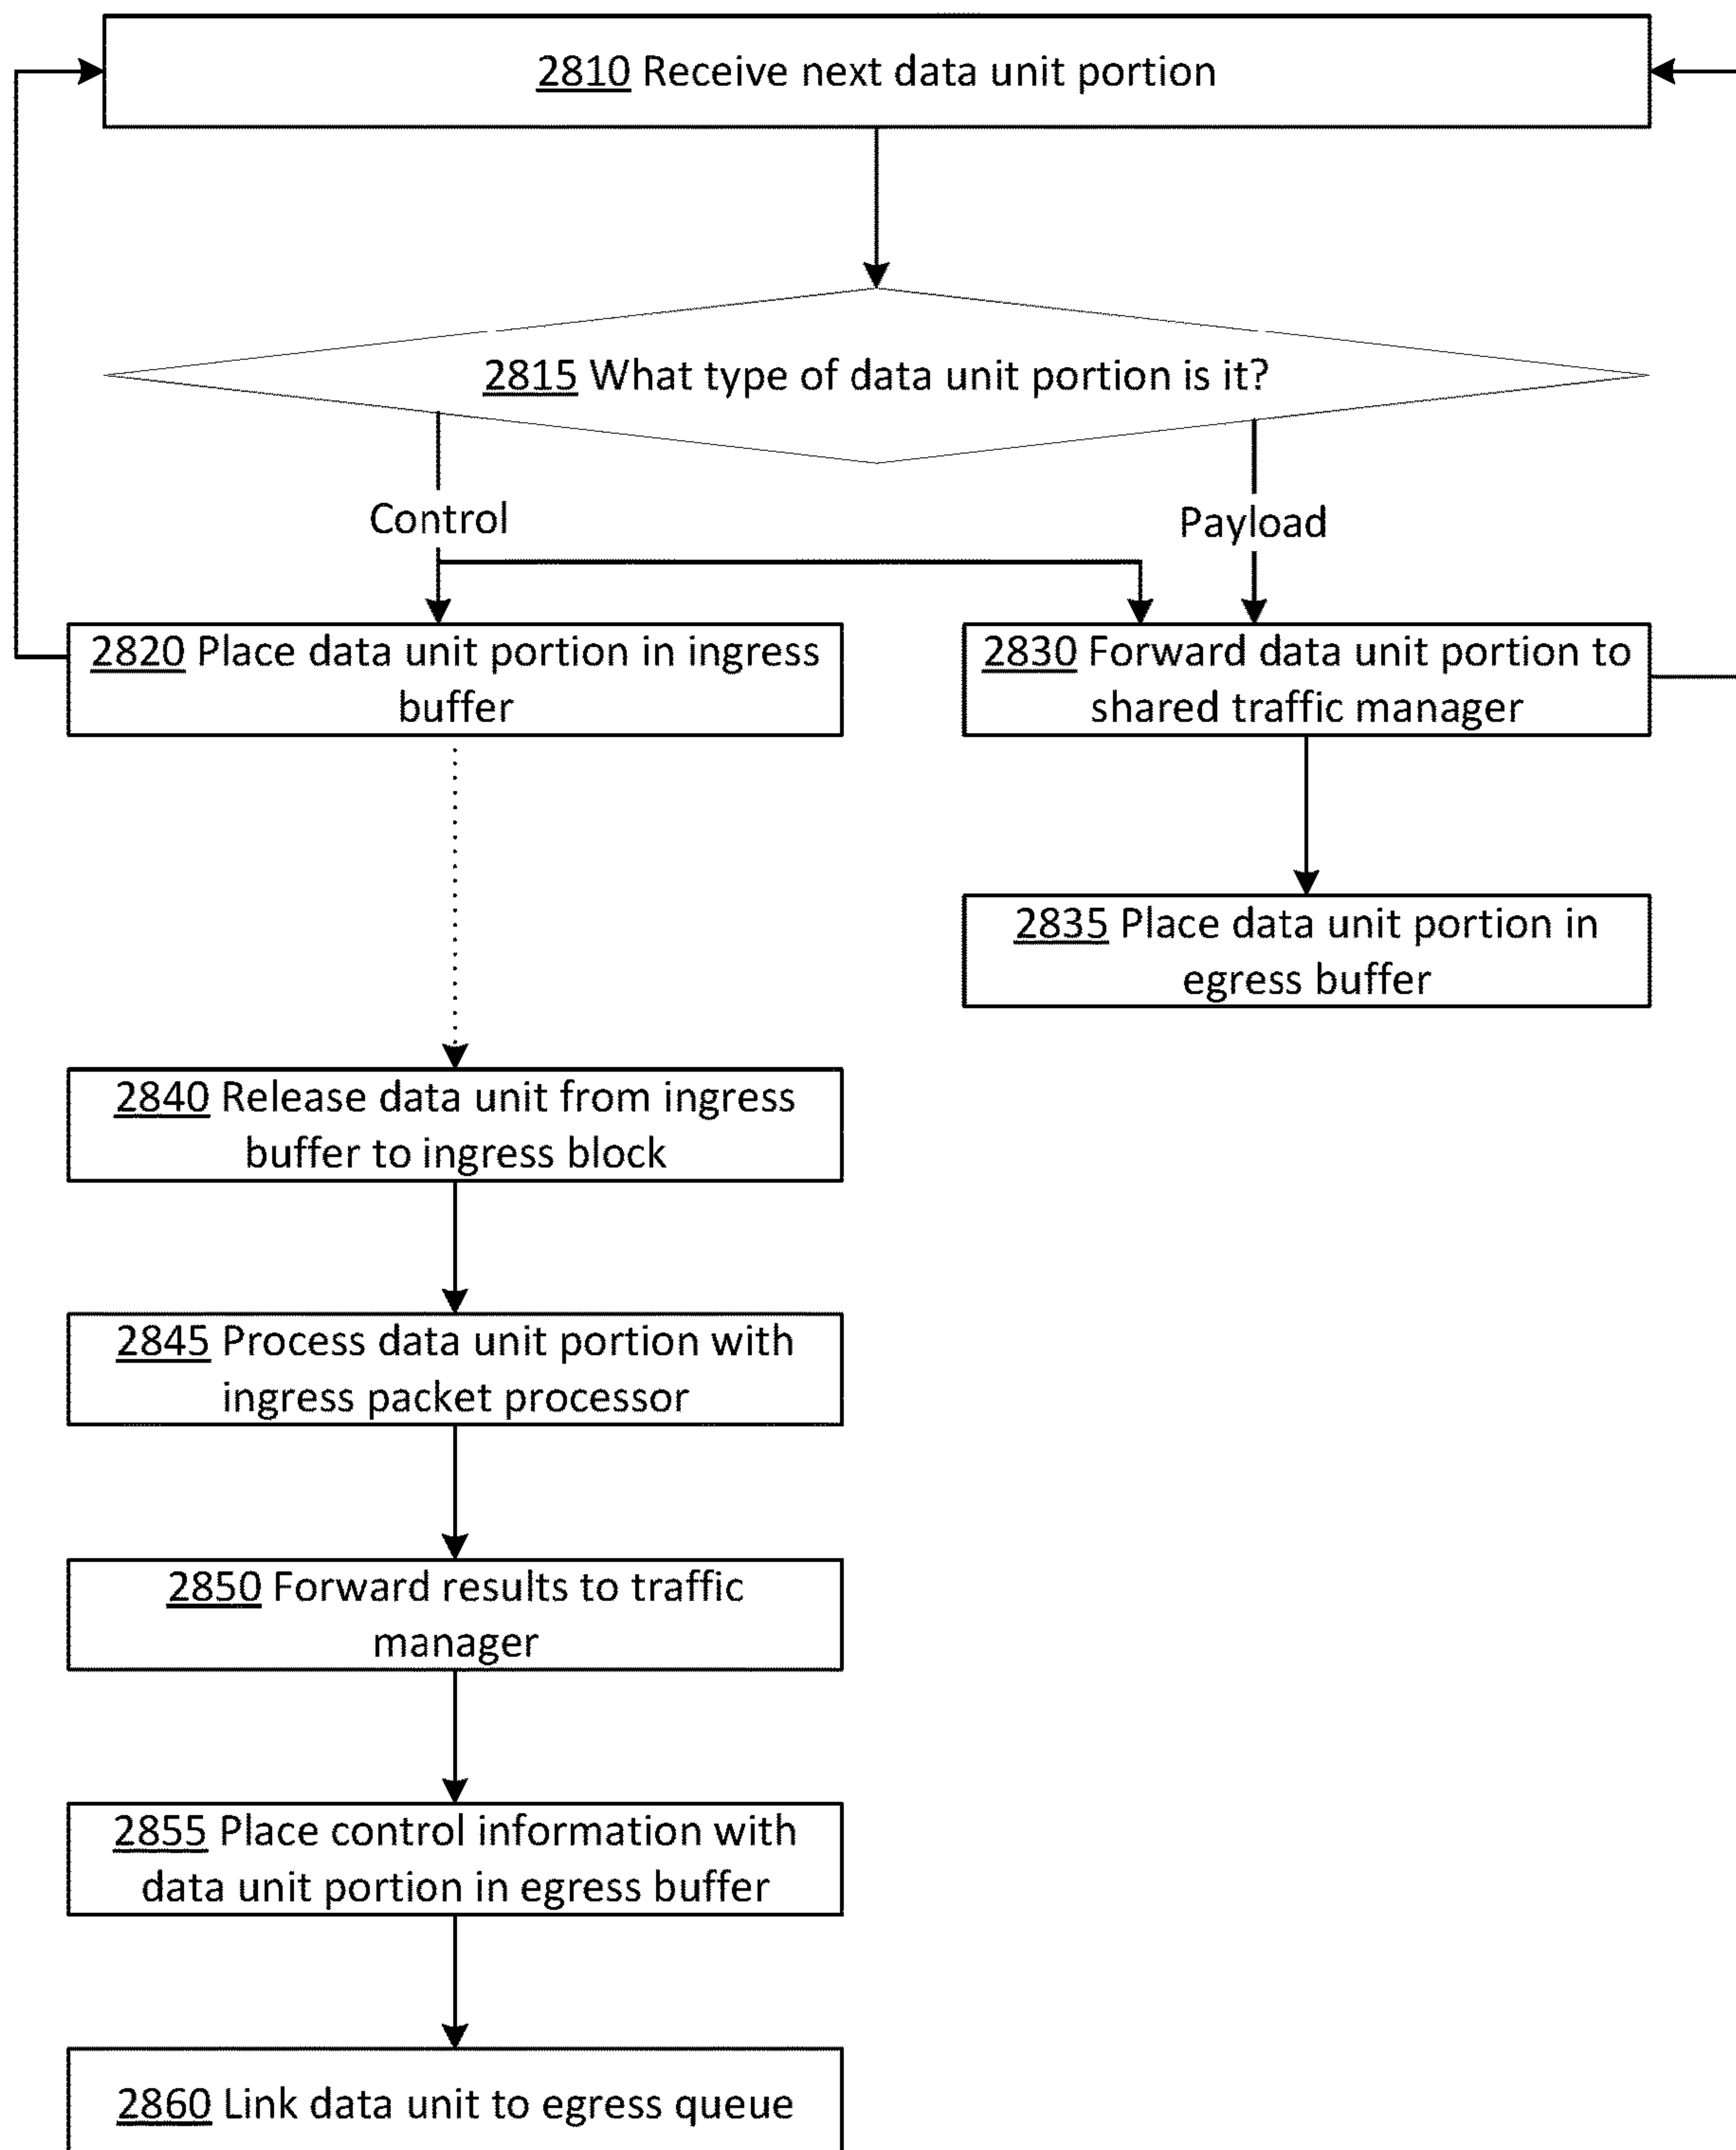 2810 Receive next data unit portion
2815 What type of data unit portion is it?
Control
Payload
2820 Place data unit portion in ingress
buffer
2830 Forward data unit portion to
shared traffic manager
2835 Place data unit portion in
egress buffer
2840 Release data unit from ingress
buffer to ingress block
2845 Process data unit portion with
ingress packet processor
2850 Forward results to traffic
manager
2855 Place control information with
data unit portion in egress buffer
2860 Link data unit to egress queue